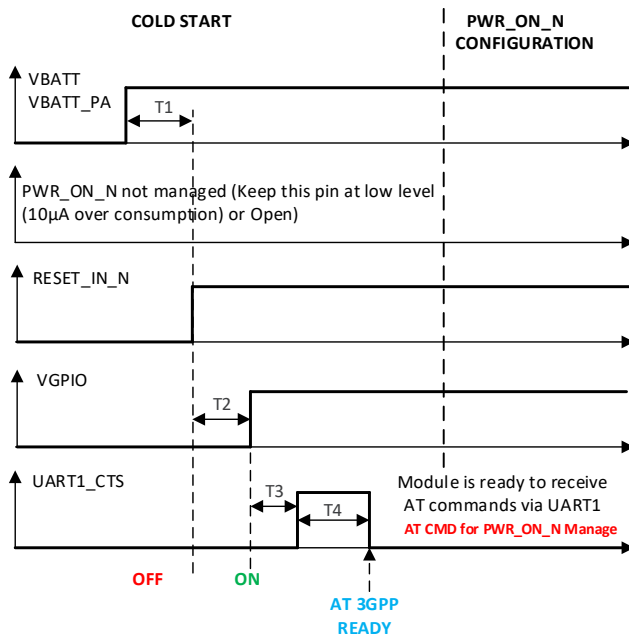 COLD START
PWR_ON_N
CONFIGURATION
VBATT
VBATT_PA
T1
PWR_ON_N not managed (Keep this pin at low level
(10µA over consumption) or Open)
RESET_IN_N
VGPIO
T2
UART1_CTS
T3
T4
Module is ready to receive
AT commands via UART1
AT CMD for PWR_ON_N Manage
OFF
ON
AT 3GPP
READY